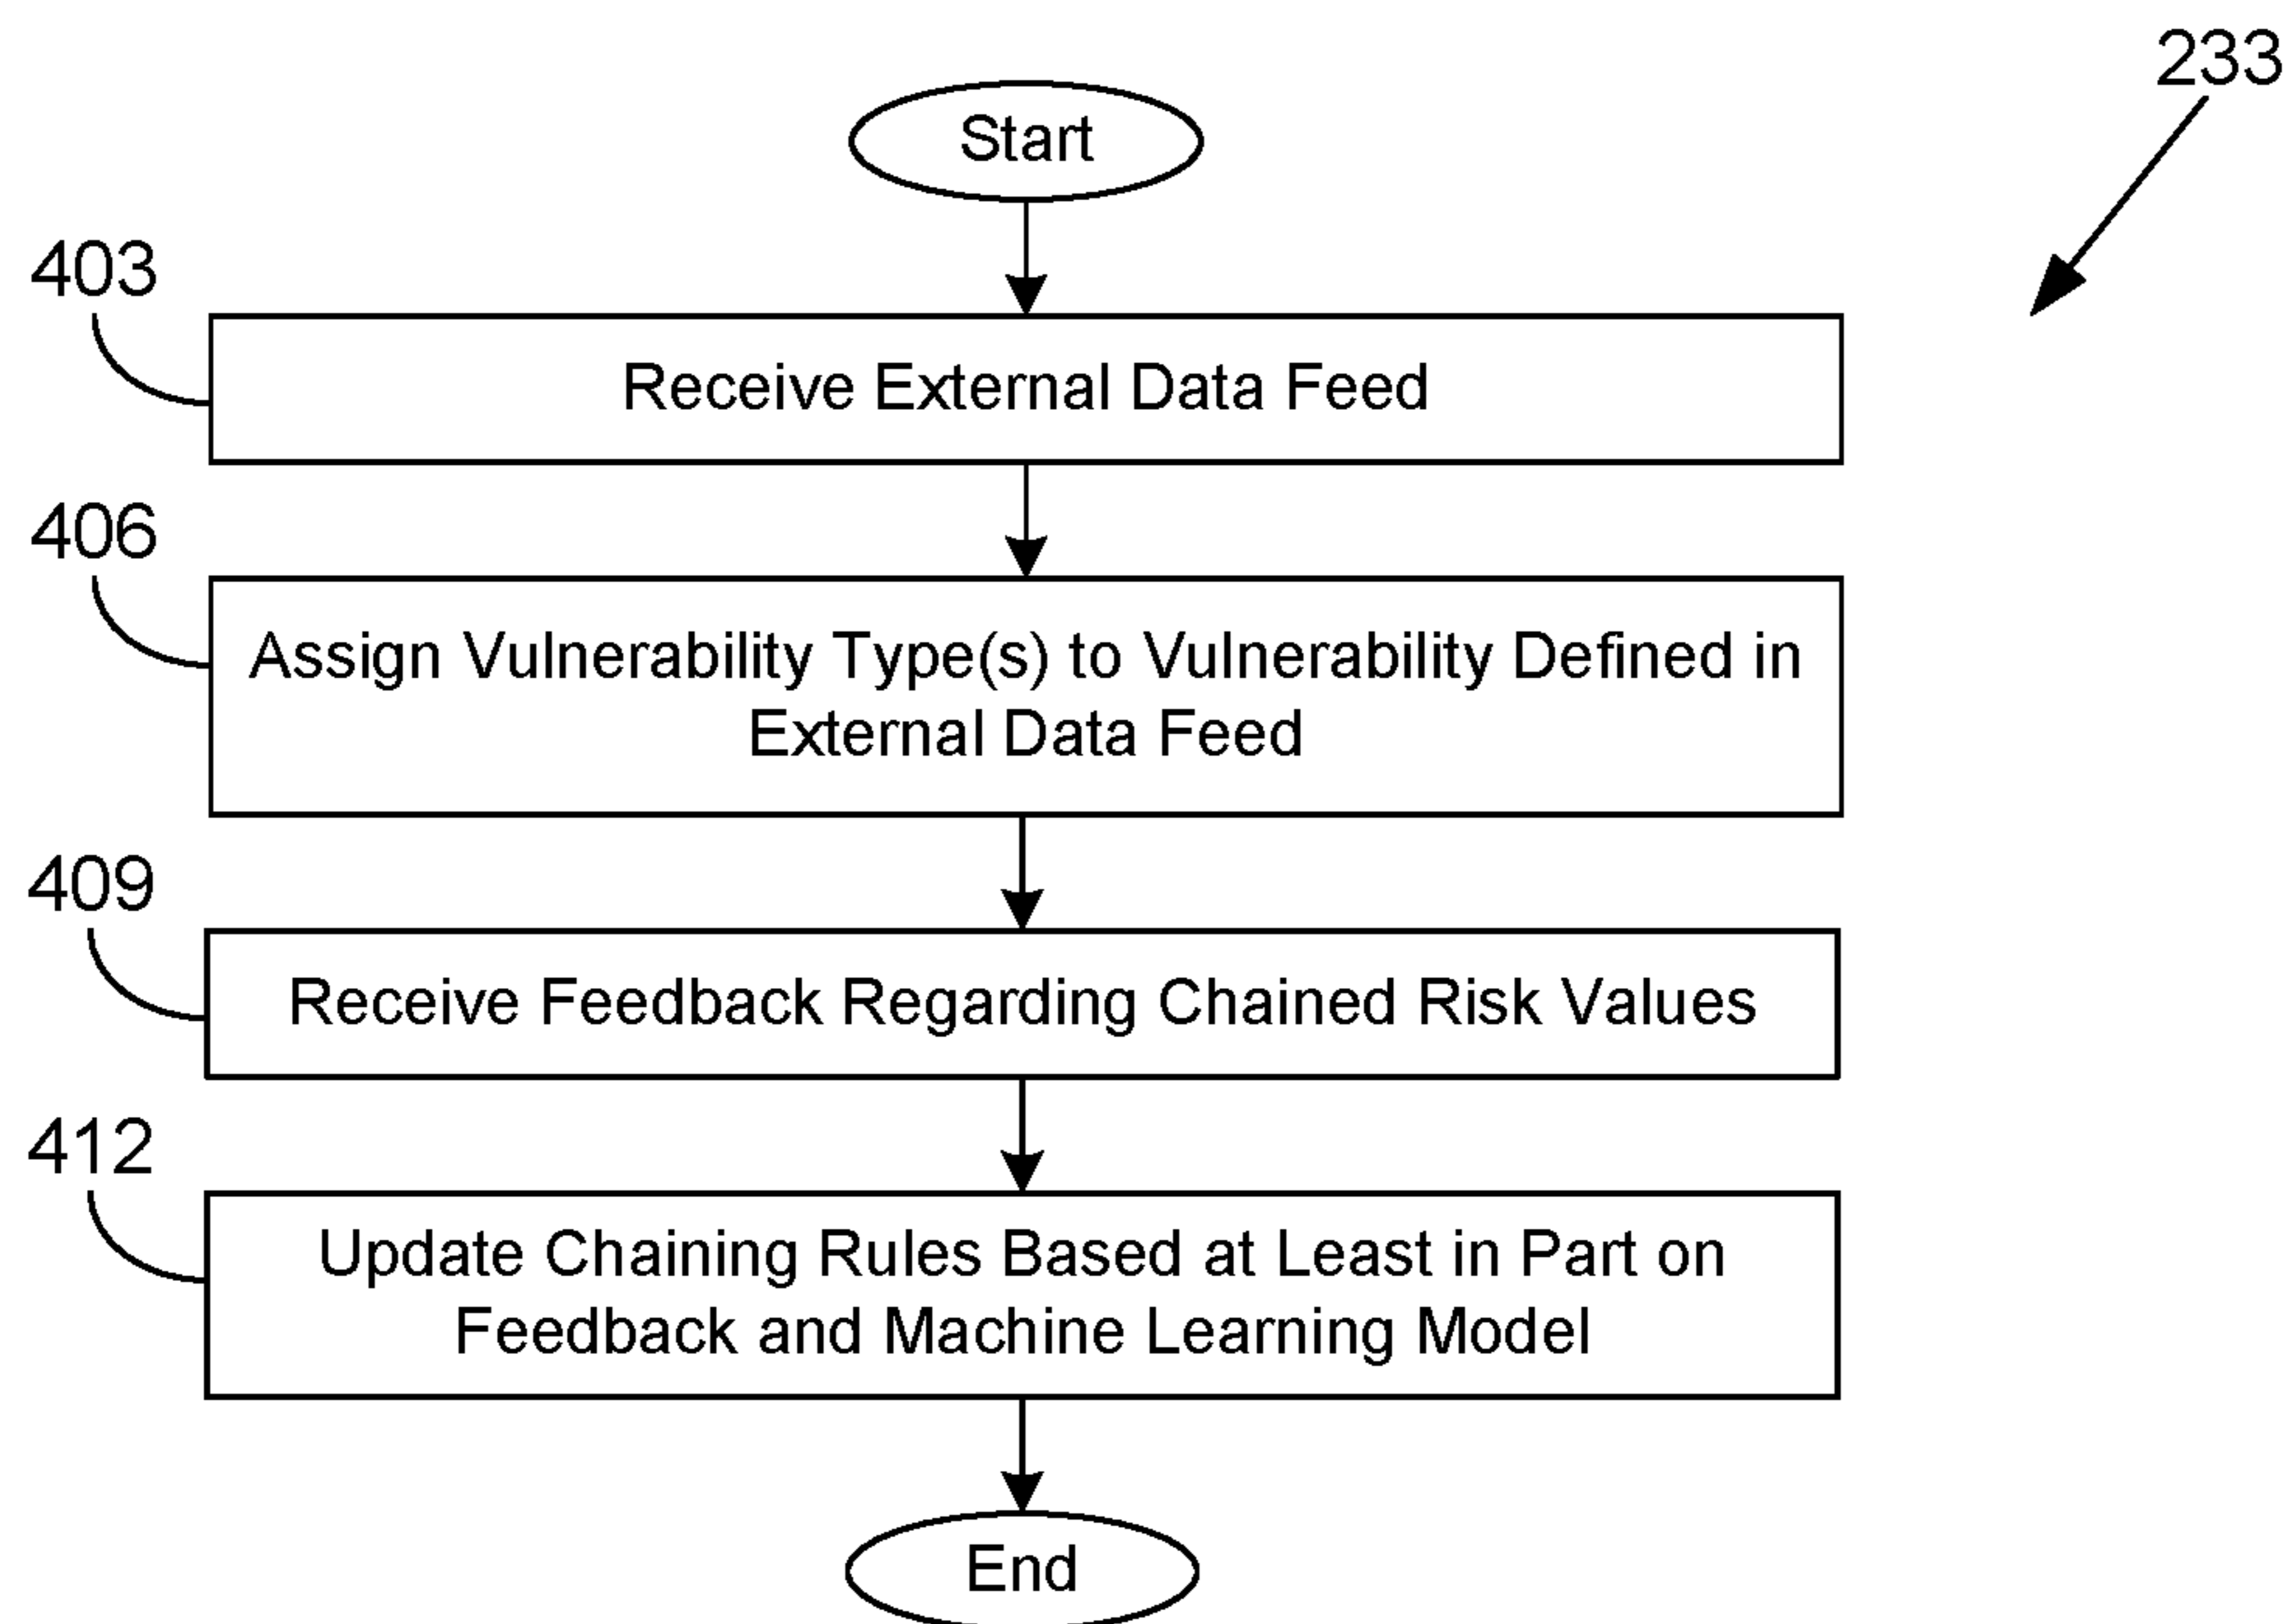 233
Start
403
Receive External Data Feed
406
Assign Vulnerability Type(s) to Vulnerability Defined in
External Data Feed
409
Receive Feedback Regarding Chained Risk Values
412
Update Chaining Rules Based at Least in Part on
Feedback and Machine Learning Model
End